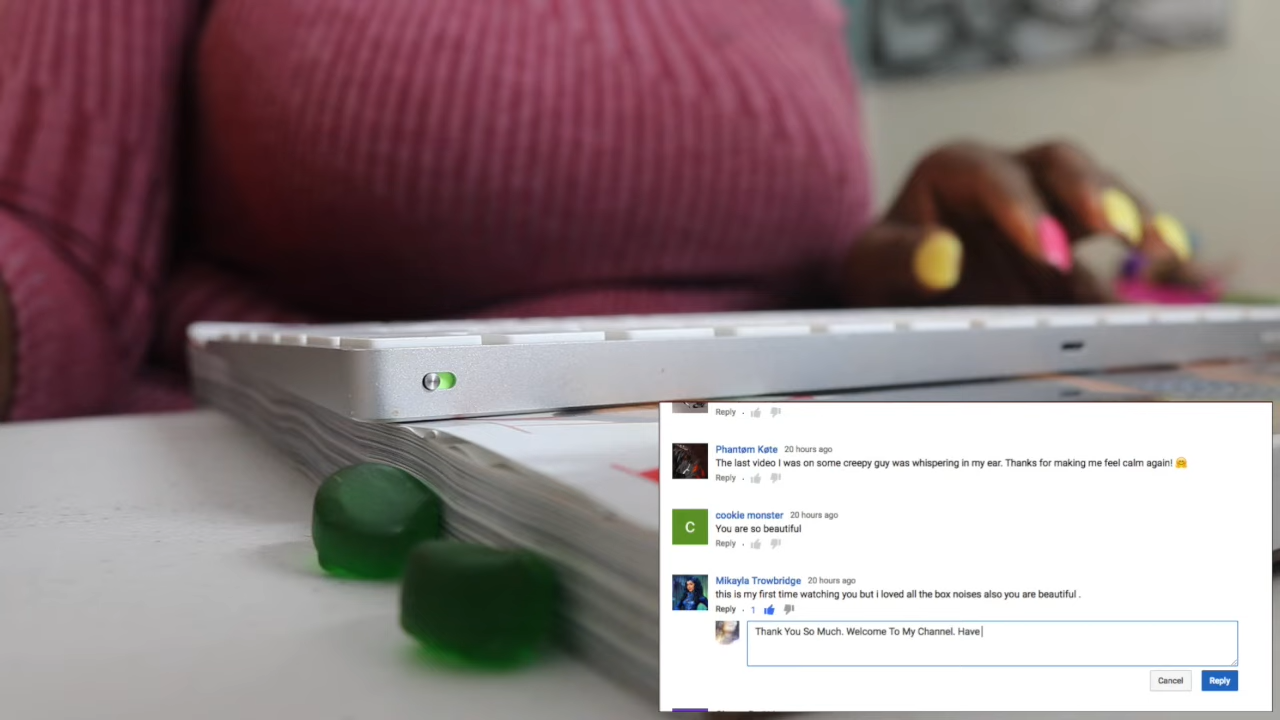 Reply
Phantøm Køte 20 hours ago
The last video I was on some creepy guy was whispering in my ear. Thanks for making me feel calm again! 🤗
Reply
C
cookie monster 20 hours ago
You are so beautiful
Reply
Mikayla Trowbridge 20 hours ago
this is my first time watching you but i loved all the box noises also you are beautiful .
Reply 1
Thank You So Much. Welcome To My Channel. Have
Cancel Reply